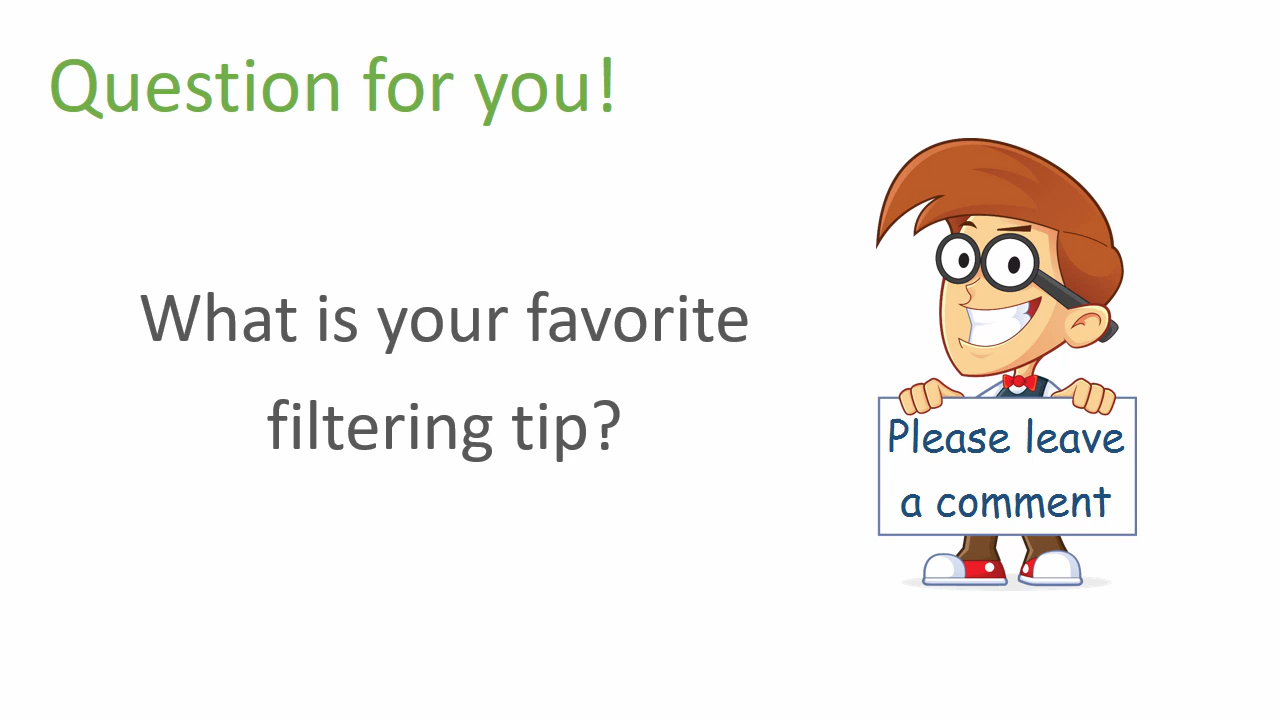 Question for you!
What is your favorite
filtering tip?
Please leave
a comment